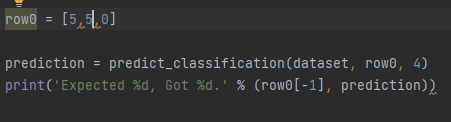 row0 = [5,5,0]
prediction = predict_classification(dataset, row0, 4)
print('Expected %d, Got %d.' % (row0[-1], prediction))